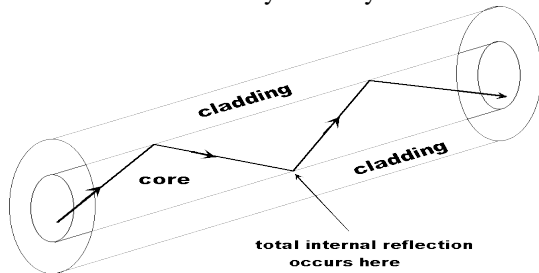 cladding
core
cladding
total internal reflection
occurs here